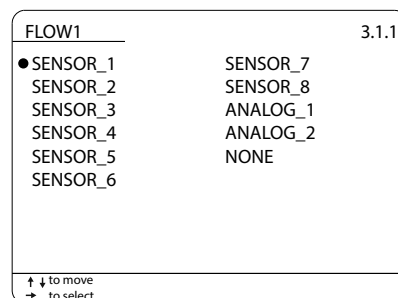 FLOW1 3.1.1
SENSOR_1 SENSOR_7
SENSOR_2 SENSOR_8
SENSOR_3 ANALOG_1
SENSOR_4 ANALOG_2
SENSOR_5 NONE
SENSOR_6
↑ ↓ to move
→ to select